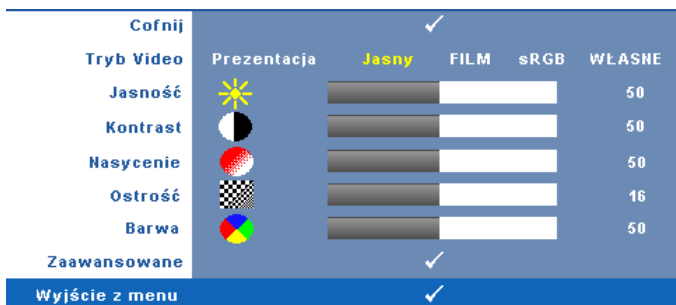 Cofnij
Tryb Video Prezentacja Jasny FILM sRGB WŁASNE
Jasność 50
Kontrast 50
Nasycenie 50
Ostrość 16
Barwa 50
Zaawansowane
Wyjście z menu